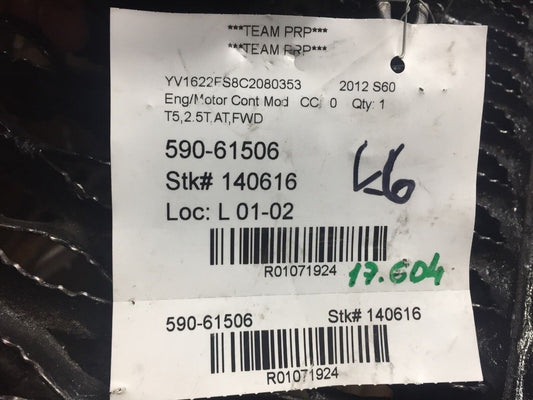 ***TEAM PRP***
***TEAM PRP***
YV1622FS8C2080353 2012 S60
Eng/Motor Cont Mod CC: 0 Qty: 1
T5,2.5T,AT,FWD
590-61506
Stk# 140616
Loc: L 01-02
R01071924
17.604
590-61506 Stk# 140616
R01071924